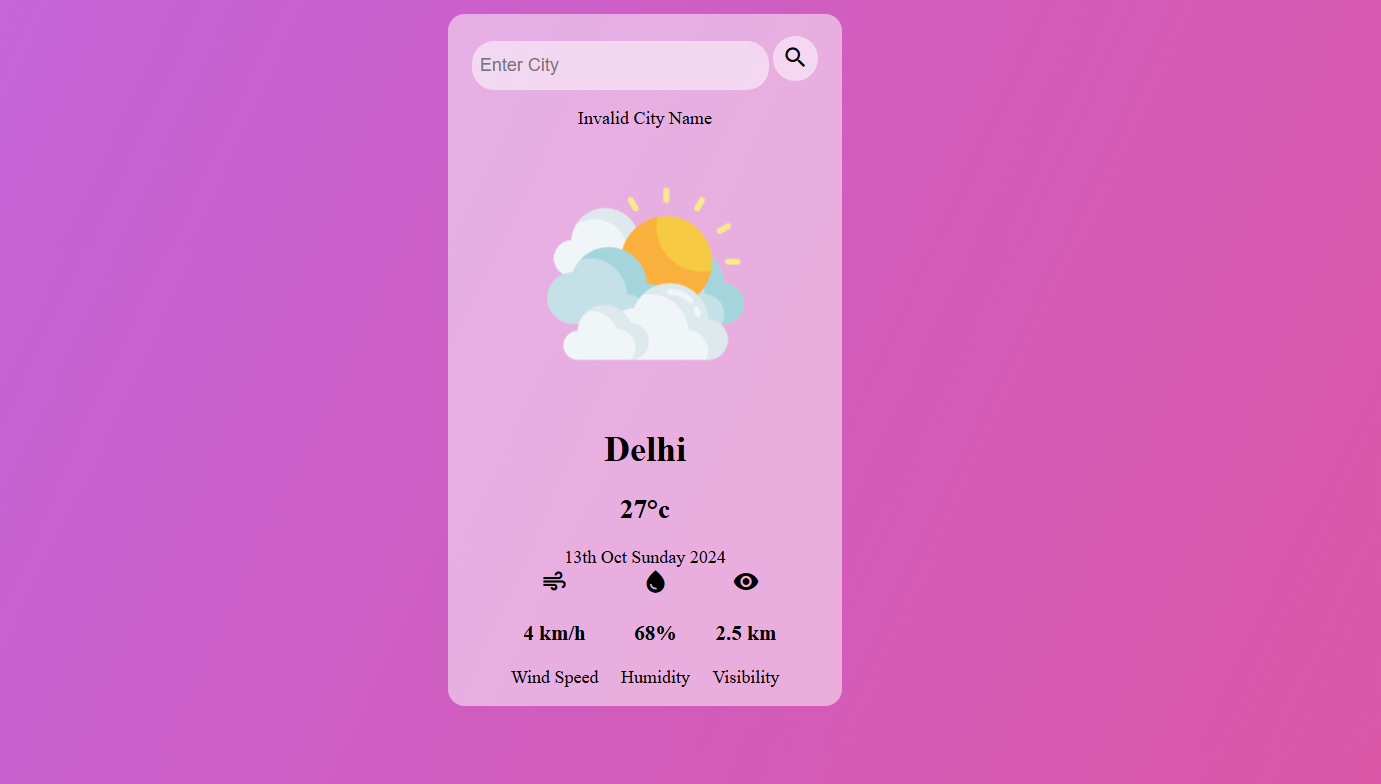 Enter City
Invalid City Name
Delhi
27°c
13th Oct Sunday 2024
4 km/h 68% 2.5 km
Wind Speed Humidity Visibility